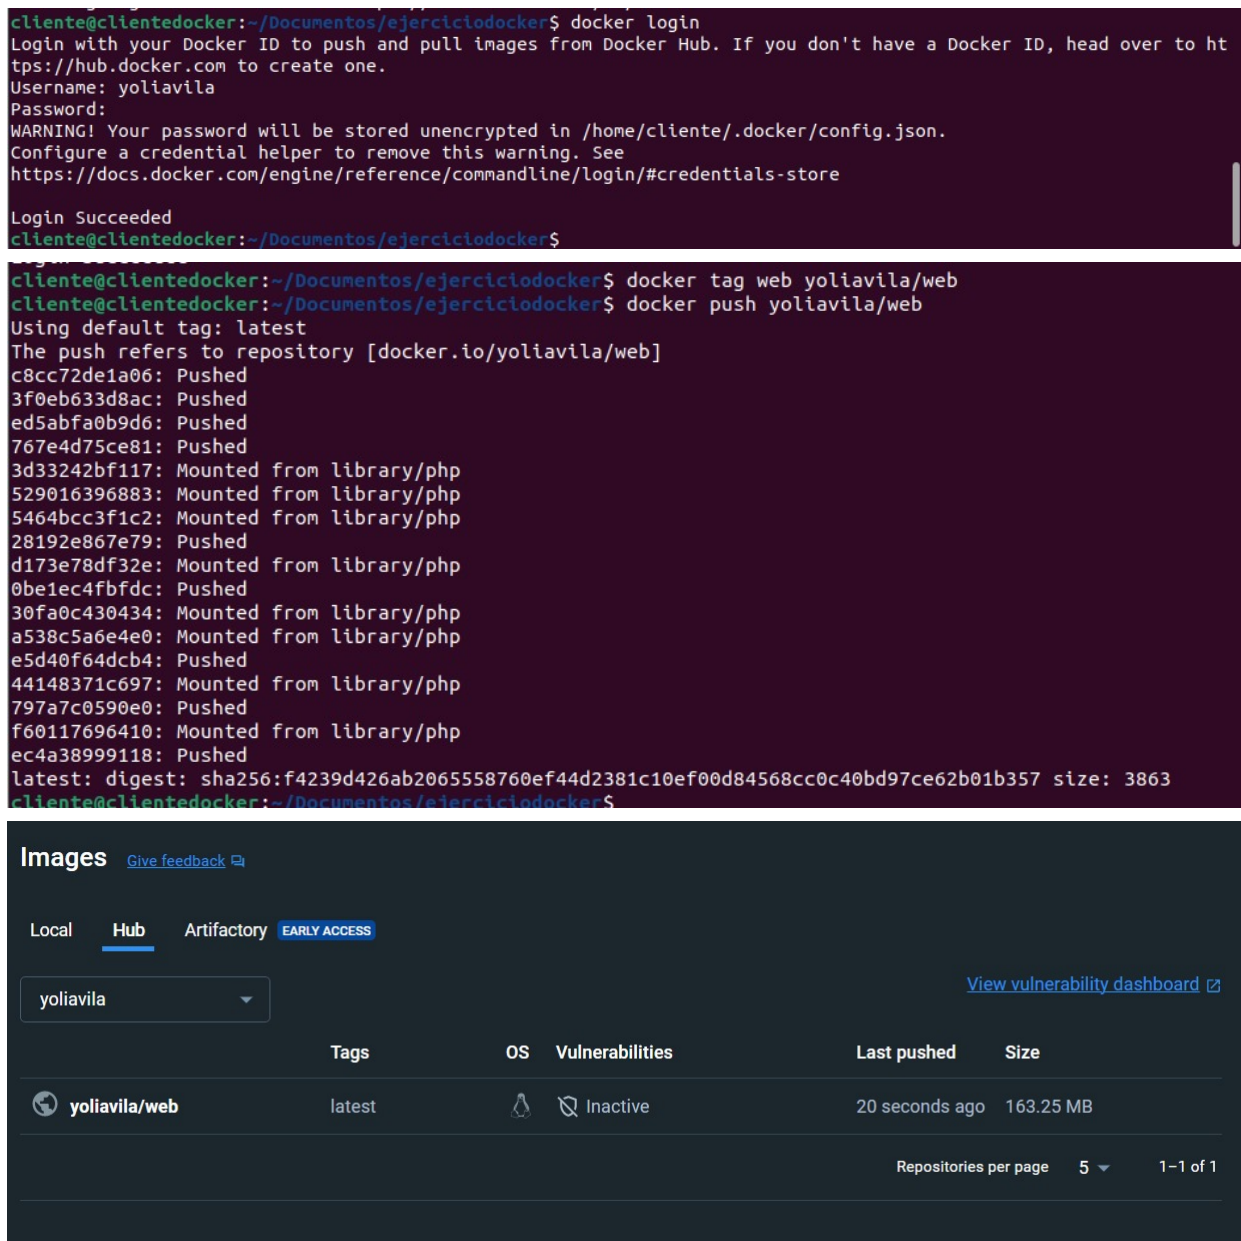 cliente@clientedocker:~/Documentos/ejerciciodocker$ docker login
Login with your Docker ID to push and pull images from Docker Hub. If you don't have a Docker ID, head over to ht
tps://hub.docker.com to create one.
Username: yoliavila
Password:
WARNING! Your password will be stored unencrypted in /home/cliente/.docker/config.json.
Configure a credential helper to remove this warning. See
https://docs.docker.com/engine/reference/commandline/login/#credentials-store
Login Succeeded
cliente@clientedocker:~/Documentos/ejerciciodocker$
cliente@clientedocker:~/Documentos/ejerciciodocker$ docker tag web yoliavila/web
cliente@clientedocker:~/Documentos/ejerciciodocker$ docker push yoliavila/web
Using default tag: latest
The push refers to repository [docker.io/yoliavila/web]
c8cc72de1a06: Pushed
3f0eb633d8ac: Pushed
ed5abfa0b9d6: Pushed
767e4d75ce81: Pushed
3d33242bf117: Mounted from library/php
529016396883: Mounted from library/php
5464bcc3f1c2: Mounted from library/php
28192e867e79: Pushed
d173e78df32e: Mounted from library/php
0be1ec4fbfdc: Pushed
30fa0c430434: Mounted from library/php
a538c5a6e4e0: Mounted from library/php
e5d40f64dcb4: Pushed
44148371c697: Mounted from library/php
797a7c0590e0: Pushed
f60117696410: Mounted from library/php
ec4a38999118: Pushed
latest: digest: sha256:f4239d426ab2065558760ef44d2381c10ef00d84568cc0c40bd97ce62b01b357 size: 3863
cliente@clientedocker:~/Documentos/ejerciciodocker$
Images Give feedback
Local Hub Artifactory EARLY ACCESS
yoliavila View vulnerability dashboard
Tags OS Vulnerabilities Last pushed Size
yoliavila/web latest Inactive 20 seconds ago 163.25 MB
Repositories per page 5 1–1 of 1